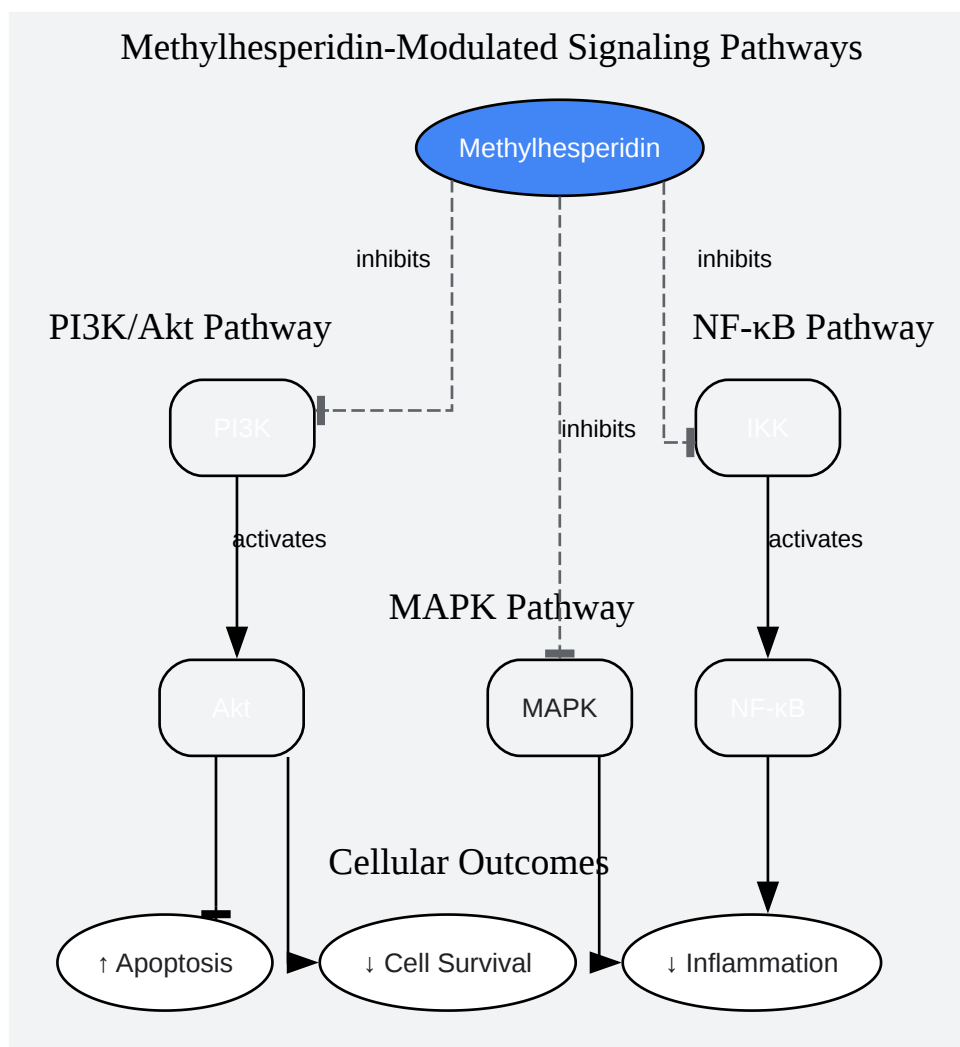 Methylhesperidin-Modulated Signaling Pathways
Methylhesperidin
inhibits
inhibits
PI3K/Akt Pathway
NF-κB Pathway
PI3K
inhibits
IKK
activates
activates
MAPK Pathway
Akt
MAPK
NF-κB
Cellular Outcomes
↑ Apoptosis
↓ Cell Survival
↓ Inflammation